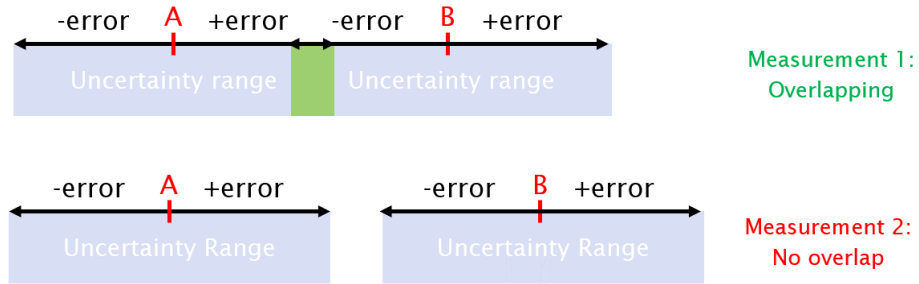 -error A +error -error B +error
Uncertainty range Uncertainty range
Measurement 1:
Overlapping
-error A +error -error B +error
Uncertainty Range Uncertainty Range
Measurement 2:
No overlap